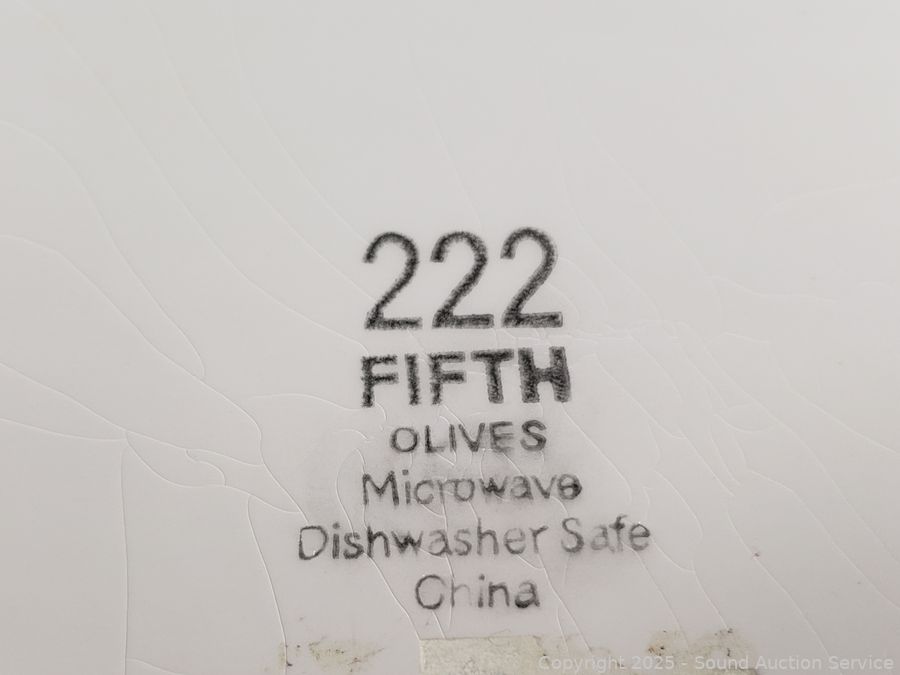 222
FIFTH
OLIVES
Microwave
Dishwasher Safe
China
Copyright 2025 - Sound Auction Service